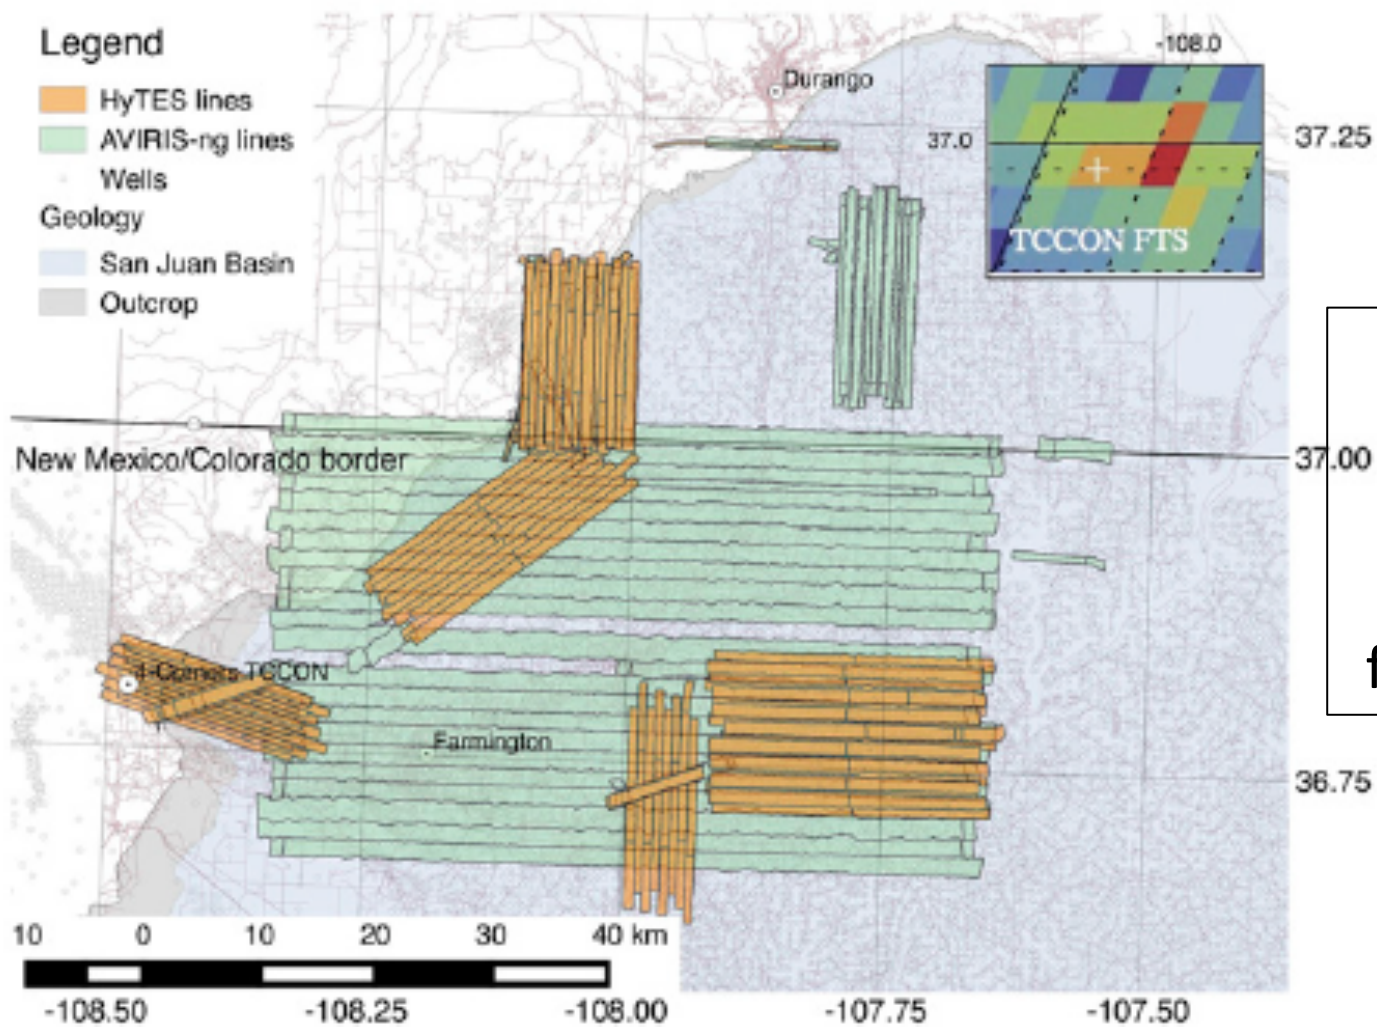 Legend
HyTES lines
AVIRIS-ng lines
Wells
Geology
San Juan Basin
Outcrop
Durango
-108.0
37.0
TCCON FTS
37.25
New Mexico/Colorado border
37.00
f
4-Corners TCCON
Farmington
36.75
10 0 10 20 30 40 km
-108.50 -108.25 -108.00 -107.75 -107.50